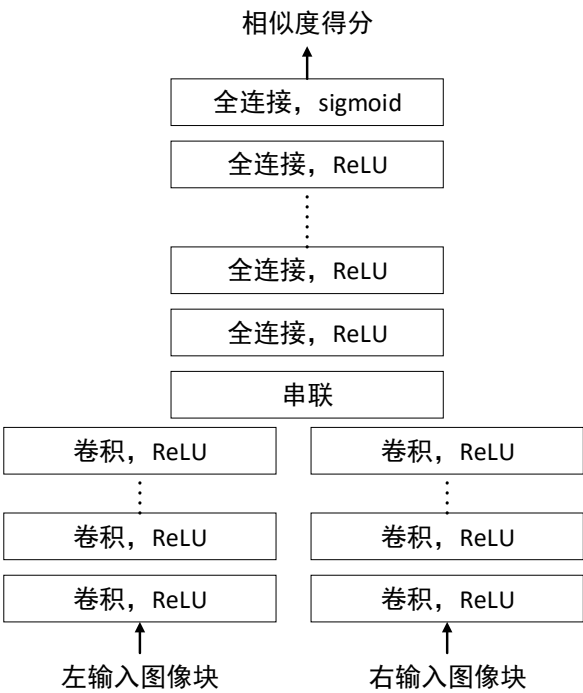 相似度得分
全连接，sigmoid
全连接，ReLU
全连接，ReLU
全连接，ReLU
串联
卷积，ReLU
卷积，ReLU
卷积，ReLU
卷积，ReLU
卷积，ReLU
卷积，ReLU
左输入图像块
右输入图像块